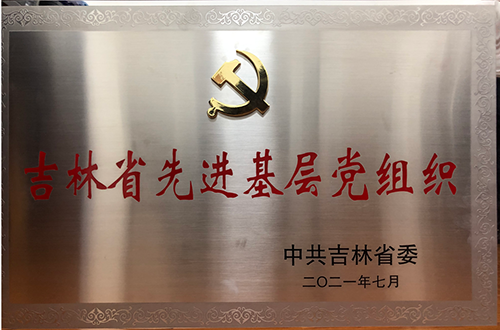 吉林省先进基层党组织
中共吉林省委
二〇二一年七月